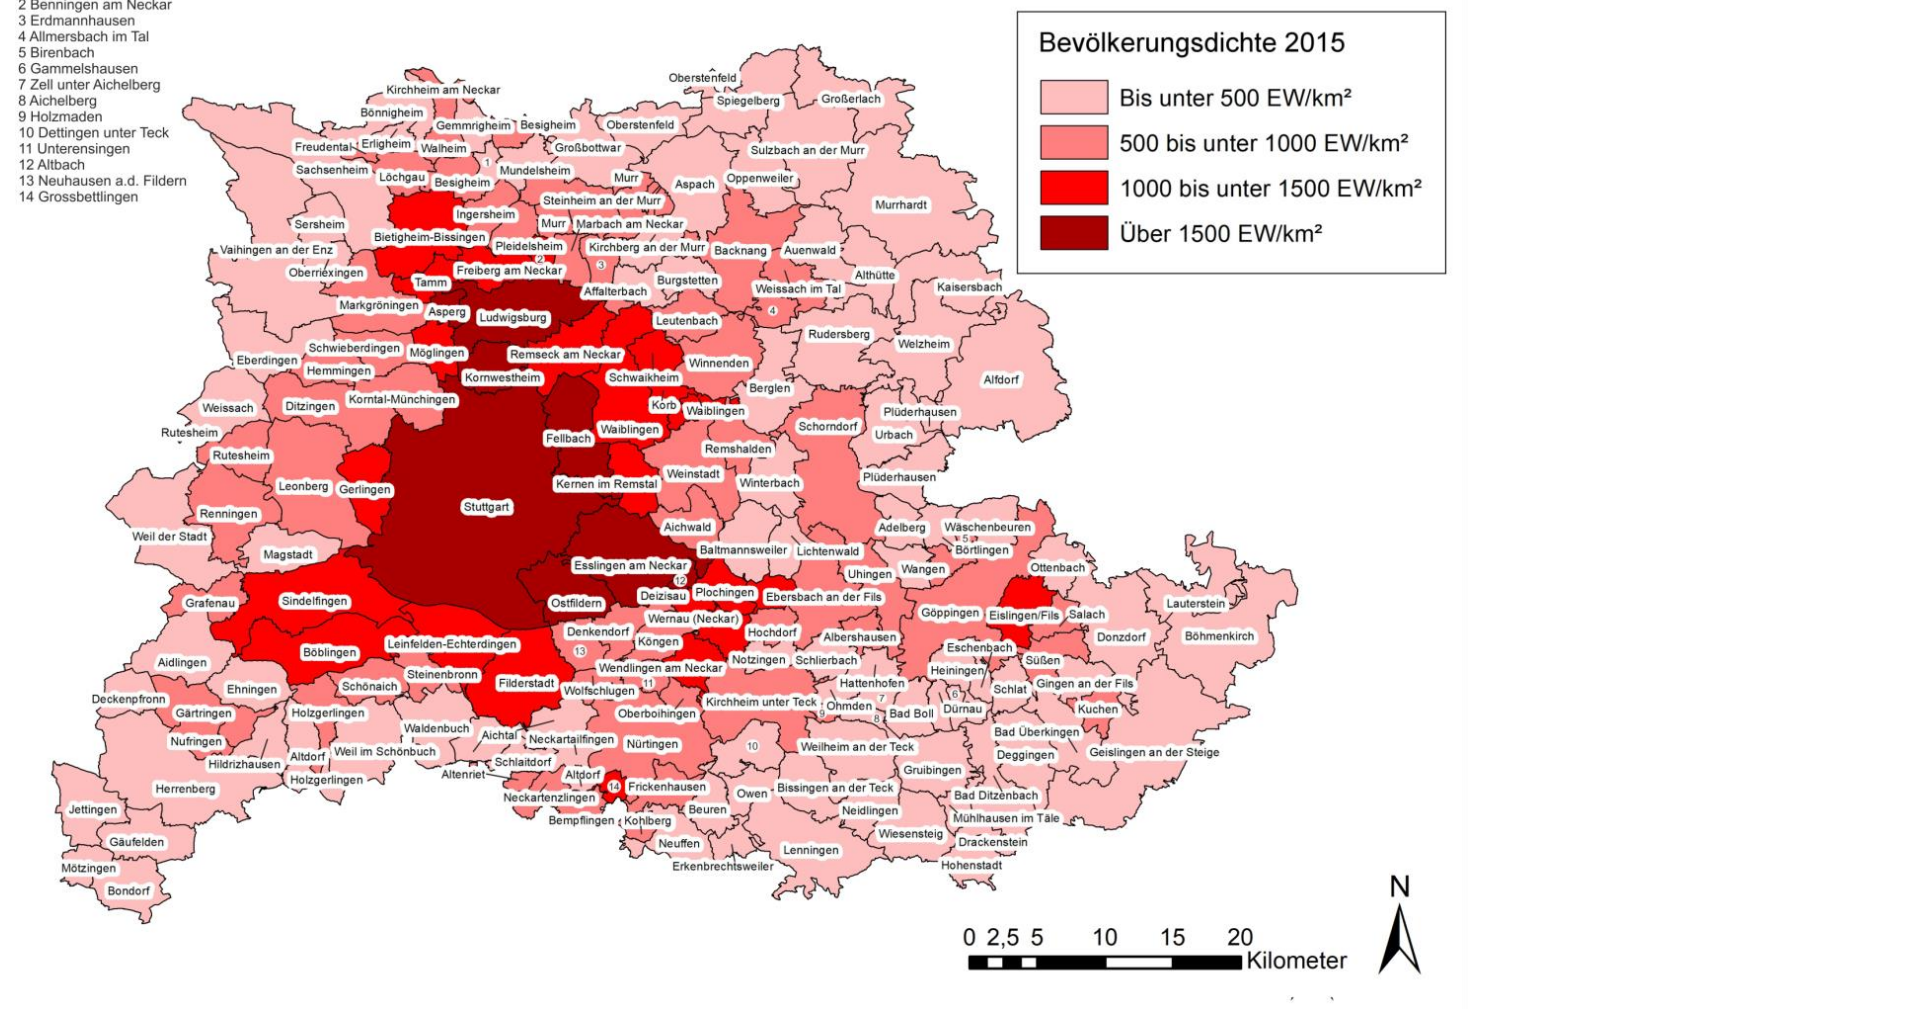 2 Benningen am Neckar
3 Erdmannhausen
4 Allmersbach im Tal
5 Birenbach
6 Gammelshausen
7 Zell unter Aichelberg
8 Aichelberg
9 Holzmaden
10 Dettingen unter Teck
11 Unterensingen
12 Altbach
13 Neuhausen a.d. Fildern
14 Grossbettlingen
Bevölkerungsdichte 2015
Bis unter 500 EW/km²
500 bis unter 1000 EW/km²
1000 bis unter 1500 EW/km²
Über 1500 EW/km²
Oberstenfeld
Kirchheim am Neckar
Spiegelberg
Großerlach
Bönnigheim
Gemmrigheim
Besigheim
Oberstenfeld
Freudental
Erligheim
Walheim
Großbottwar
Sulzbach an der Murr
1
Sachsenheim
Löchgau
Besigheim
Mundelsheim
Murr
Aspach
Oppenweiler
Steinheim an der Murr
Murrhardt
Ingersheim
Sersheim
Murr
Marbach am Neckar
Bietigheim-Bissingen
Pleidelsheim
Kirchberg an der Murr
Backnang
Auenwald
Vaihingen an der Enz
2
3
Oberriexingen
Freiberg am Neckar
Althütte
Tamm
Affalterbach
Burgstetten
Weissach im Tal
Kaisersbach
Markgröningen
Asperg
Ludwigsburg
Leutenbach
4
Rudersberg
Welzheim
Schwieberdingen
Möglingen
Remseck am Neckar
Eberdingen
Hemmingen
Winnenden
Kornwestheim
Schwaikheim
Alfdorf
Berglen
Weissach
Ditzingen
Korntal-Münchingen
Korb
Waiblingen
Plüderhausen
Rutesheim
Fellbach
Waiblingen
Schorndorf
Urbach
Rutesheim
Remshalden
Leonberg
Gerlingen
Kernen im Remstal
Weinstadt
Winterbach
Plüderhausen
Stuttgart
Renningen
Weil der Stadt
Magstadt
Aichwald
Adelberg
Wäschenbeuren
5
Baltmannsweiler
Lichtenwald
Börtlingen
Esslingen am Neckar
Uhingen
Wangen
Ottenbach
12
Grafenau
Sindelfingen
Ostfildern
Deizisau
Plochingen
Ebersbach an der Fils
Lauterstein
Wernau (Neckar)
Göppingen
Eislingen/Fils
Salach
Denkendorf
Hochdorf
Albershausen
Donzdorf
Böhmenkirch
Böblingen
Leinfelden-Echterdingen
13
Köngen
Eschenbach
Aidlingen
Wendlingen am Neckar
Notzingen
Schlierbach
Heiningen
Süßen
Steinenbronn
Filderstadt
11
Hattenhofen
Deckenpfronn
Ehningen
Schönaich
Wolfschlugen
Kirchheim unter Teck
7
6
Schlat
Gingen an der Fils
Gärtringen
Holzgerlingen
Oberboihingen
9
Ohmden
8
Bad Boll
Dürnau
Kuchen
Nufringen
Waldenbuch
Aichtal
Neckartailfingen
Nürtingen
10
Weilheim an der Teck
Bad Überkingen
Hildrizhausen
Altdorf
Weil im Schönbuch
Schlaitdorf
Deggingen
Geislingen an der Steige
Holzgerlingen
Altenriet
Altdorf
Gruibingen
Herrenberg
14
Frickenhausen
Owen
Bissingen an der Teck
Neckartenzlingen
Bad Ditzenbach
Jettingen
Bempflingen
Kohlberg
Beuren
Neidlingen
Mühlhausen im Täle
Gäufelden
Neuffen
Lenningen
Wiesensteig
Drackenstein
Mötzingen
Erkenbrechtsweiler
Hohenstadt
Bondorf
N
0 2,5 5 10 15 20
Kilometer